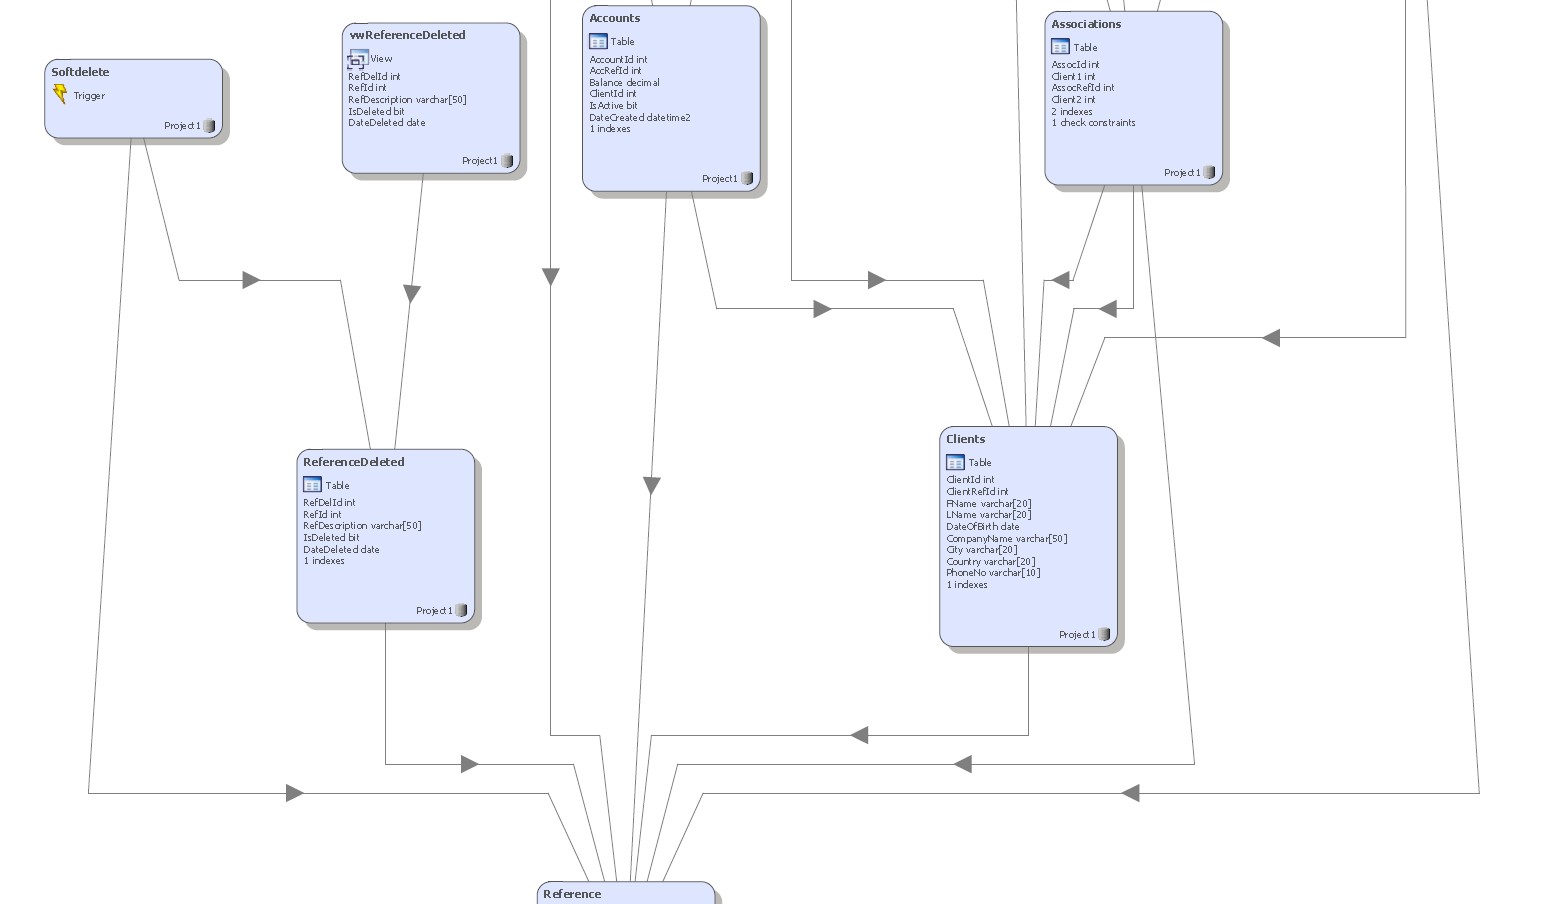 Softdelete
Trigger
Project1
vwReferenceDeleted
View
RefDelId int
RefId int
RefDescription varchar[50]
IsDeleted bit
DateDeleted date
Project1
Accounts
Table
AccountId int
AccRefId int
Balance decimal
ClientId int
IsActive bit
DateCreated datetime2
1 indexes
Project1
Associations
Table
AssocId int
Client1 int
AssocRefId int
Client2 int
2 indexes
1 check constraints
Project1
ReferenceDeleted
Table
RefDelId int
RefId int
RefDescription varchar[50]
IsDeleted bit
DateDeleted date
1 indexes
Project1
Clients
Table
ClientId int
ClientRefId int
FName varchar[20]
LName varchar[20]
DateOfBirth date
CompanyName varchar[50]
City varchar[20]
Country varchar[20]
PhoneNo varchar[10]
1 indexes
Project1
Reference